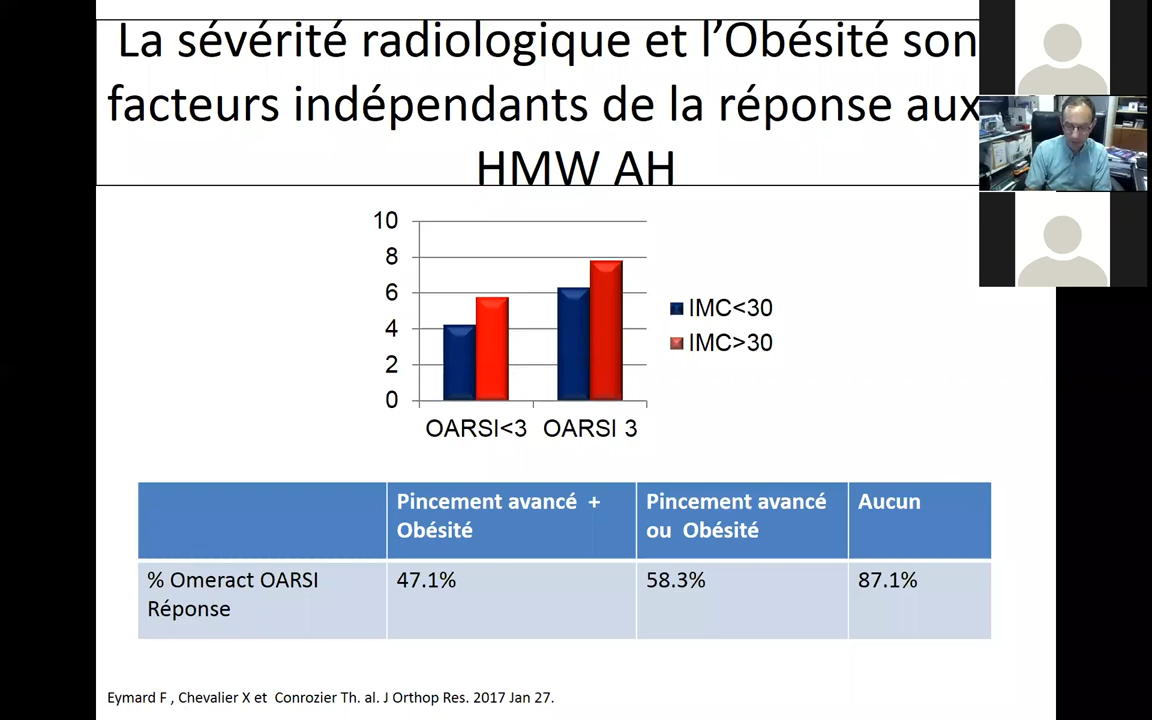 La sévérité radiologique et l’Obésité son
facteurs indépendants de la réponse aux
HMW AH
10
8
6
4
2
0
OARSI<3 OARSI 3
IMC<30
IMC>30
Pincement avancé + Obésité
Pincement avancé ou Obésité
Aucun
% Omeract OARSI Réponse
47.1%
58.3%
87.1%
Eymard F , Chevalier X et Conrozier Th. al. J Orthop Res. 2017 Jan 27.